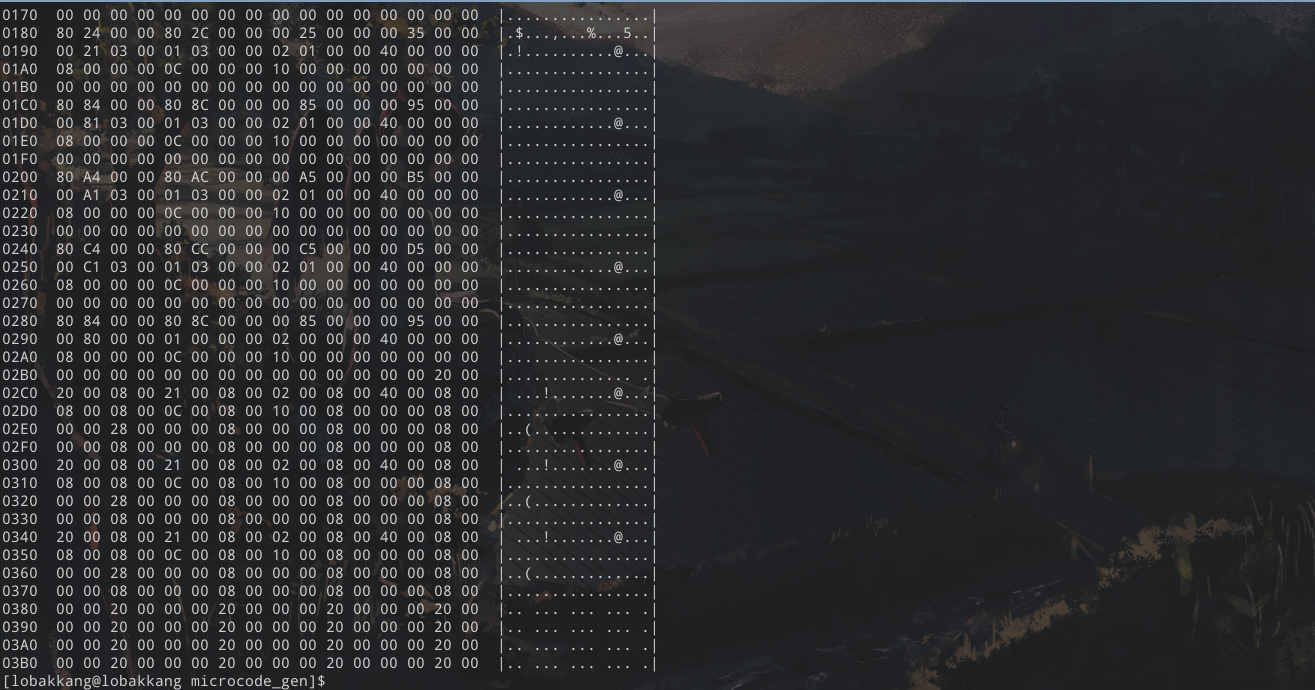 0170 00 00 00 00 00 00 00 00 00 00 00 00 00 00 00 00 |................|
0180 80 24 00 00 80 2C 00 00 00 25 00 00 00 35 00 00 |.$...,...%...5..|
0190 00 21 03 00 01 03 00 00 02 01 00 00 40 00 00 00 |.!..........@...|
01A0 08 00 00 00 0C 00 00 00 10 00 00 00 00 00 00 00 |................|
01B0 00 00 00 00 00 00 00 00 00 00 00 00 00 00 00 00 |................|
01C0 80 84 00 00 80 8C 00 00 00 85 00 00 00 95 00 00 |................|
01D0 00 81 03 00 01 03 00 00 02 01 00 00 40 00 00 00 |............@...|
01E0 08 00 00 00 0C 00 00 00 10 00 00 00 00 00 00 00 |................|
01F0 00 00 00 00 00 00 00 00 00 00 00 00 00 00 00 00 |................|
0200 80 A4 00 00 80 AC 00 00 00 A5 00 00 00 B5 00 00 |................|
0210 00 A1 03 00 01 03 00 00 02 01 00 00 40 00 00 00 |............@...|
0220 08 00 00 00 0C 00 00 00 10 00 00 00 00 00 00 00 |................|
0230 00 00 00 00 00 00 00 00 00 00 00 00 00 00 00 00 |................|
0240 80 C4 00 00 80 CC 00 00 00 C5 00 00 00 D5 00 00 |................|
0250 00 C1 03 00 01 03 00 00 02 01 00 00 40 00 00 00 |............@...|
0260 08 00 00 00 0C 00 00 00 10 00 00 00 00 00 00 00 |................|
0270 00 00 00 00 00 00 00 00 00 00 00 00 00 00 00 00 |................|
0280 80 84 00 00 80 8C 00 00 00 85 00 00 00 95 00 00 |................|
0290 00 80 00 00 01 00 00 00 02 00 00 00 40 00 00 00 |............@...|
02A0 08 00 00 00 0C 00 00 00 10 00 00 00 00 00 00 00 |................|
02B0 00 00 00 00 00 00 00 00 00 00 00 00 00 00 20 00 |.............. .|
02C0 20 00 08 00 21 00 08 00 02 00 08 00 40 00 08 00 | ...!.......@...|
02D0 08 00 08 00 0C 00 08 00 10 00 08 00 00 00 08 00 |................|
02E0 00 00 28 00 00 00 08 00 00 00 08 00 00 00 08 00 |..(.............|
02F0 00 00 08 00 00 00 08 00 00 00 08 00 00 00 08 00 |................|
0300 20 00 08 00 21 00 08 00 02 00 08 00 40 00 08 00 | ...!.......@...|
0310 08 00 08 00 0C 00 08 00 10 00 08 00 00 00 08 00 |................|
0320 00 00 28 00 00 00 08 00 00 00 08 00 00 00 08 00 |..(.............|
0330 00 00 08 00 00 00 08 00 00 00 08 00 00 00 08 00 |................|
0340 20 00 08 00 21 00 08 00 02 00 08 00 40 00 08 00 | ...!.......@...|
0350 08 00 08 00 0C 00 08 00 10 00 08 00 00 00 08 00 |................|
0360 00 00 28 00 00 00 08 00 00 00 08 00 00 00 08 00 |..(.............|
0370 00 00 08 00 00 00 08 00 00 00 08 00 00 00 08 00 |................|
0380 00 00 20 00 00 00 20 00 00 00 20 00 00 00 20 00 |.. ... ... ... .|
0390 00 00 20 00 00 00 20 00 00 00 20 00 00 00 20 00 |.. ... ... ... .|
03A0 00 00 20 00 00 00 20 00 00 00 20 00 00 00 20 00 |.. ... ... ... .|
03B0 00 00 20 00 00 00 20 00 00 00 20 00 00 00 20 00 |.. ... ... ... .|
[lobakkang@lobakkang microcode_gen]$